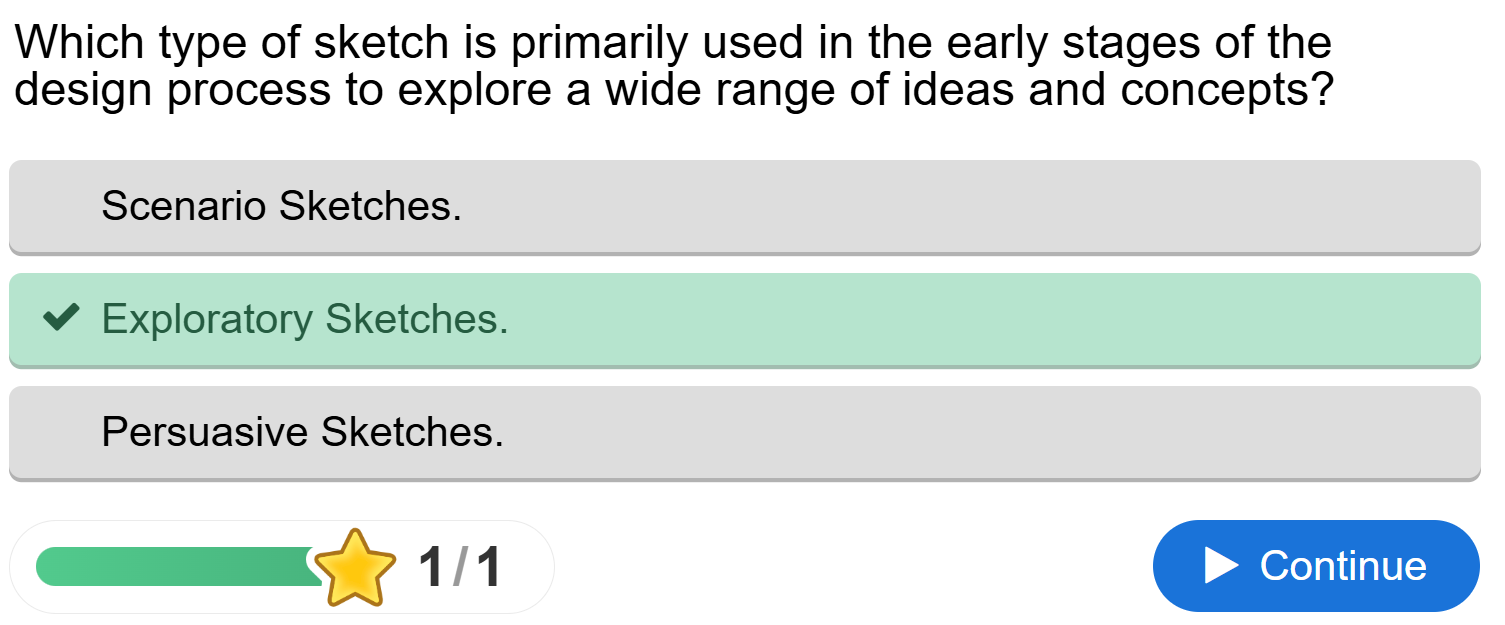 Which type of sketch is primarily used in the early stages of the
design process to explore a wide range of ideas and concepts?
Scenario Sketches.
Exploratory Sketches.
Persuasive Sketches.
1/1
Continue